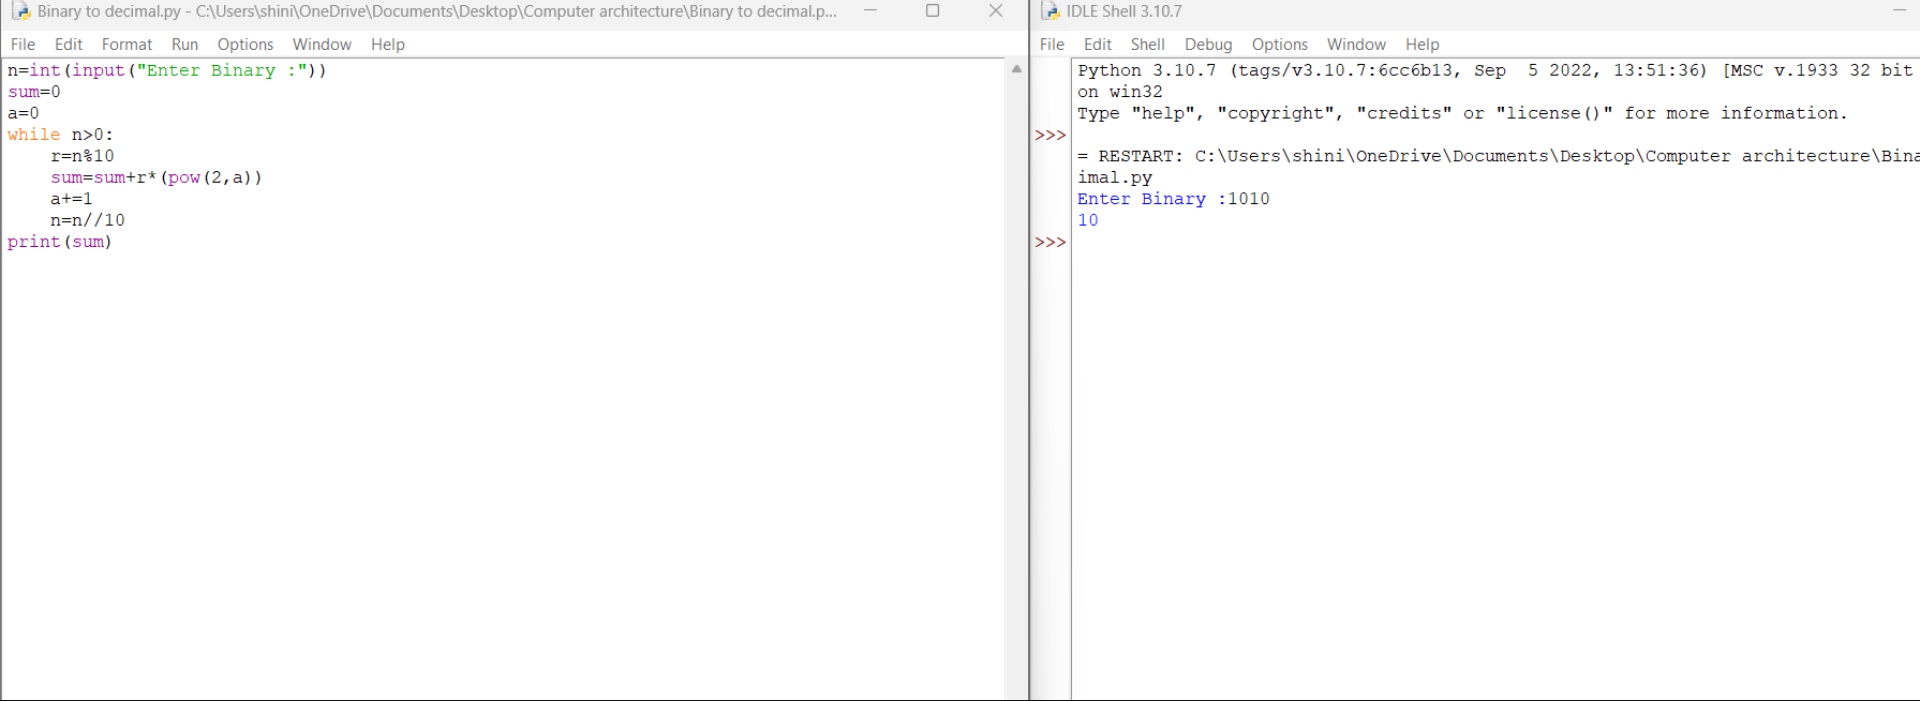 Binary to decimal.py - C:\Users\shini\OneDrive\Documents\Desktop\Computer architecture\Binary to decimal.p...
File Edit Format Run Options Window Help
n=int(input("Enter Binary :"))
sum=0
a=0
while n>0:
    r=n%10
    sum=sum+r*(pow(2,a))
    a+=1
    n=n//10
print(sum)
IDLE Shell 3.10.7
File Edit Shell Debug Options Window Help
Python 3.10.7 (tags/v3.10.7:6cc6b13, Sep  5 2022, 13:51:36) [MSC v.1933 32 bit
on win32
Type "help", "copyright", "credits" or "license()" for more information.
>>>
= RESTART: C:\Users\shini\OneDrive\Documents\Desktop\Computer architecture\Bina
imal.py
Enter Binary :1010
10
>>>